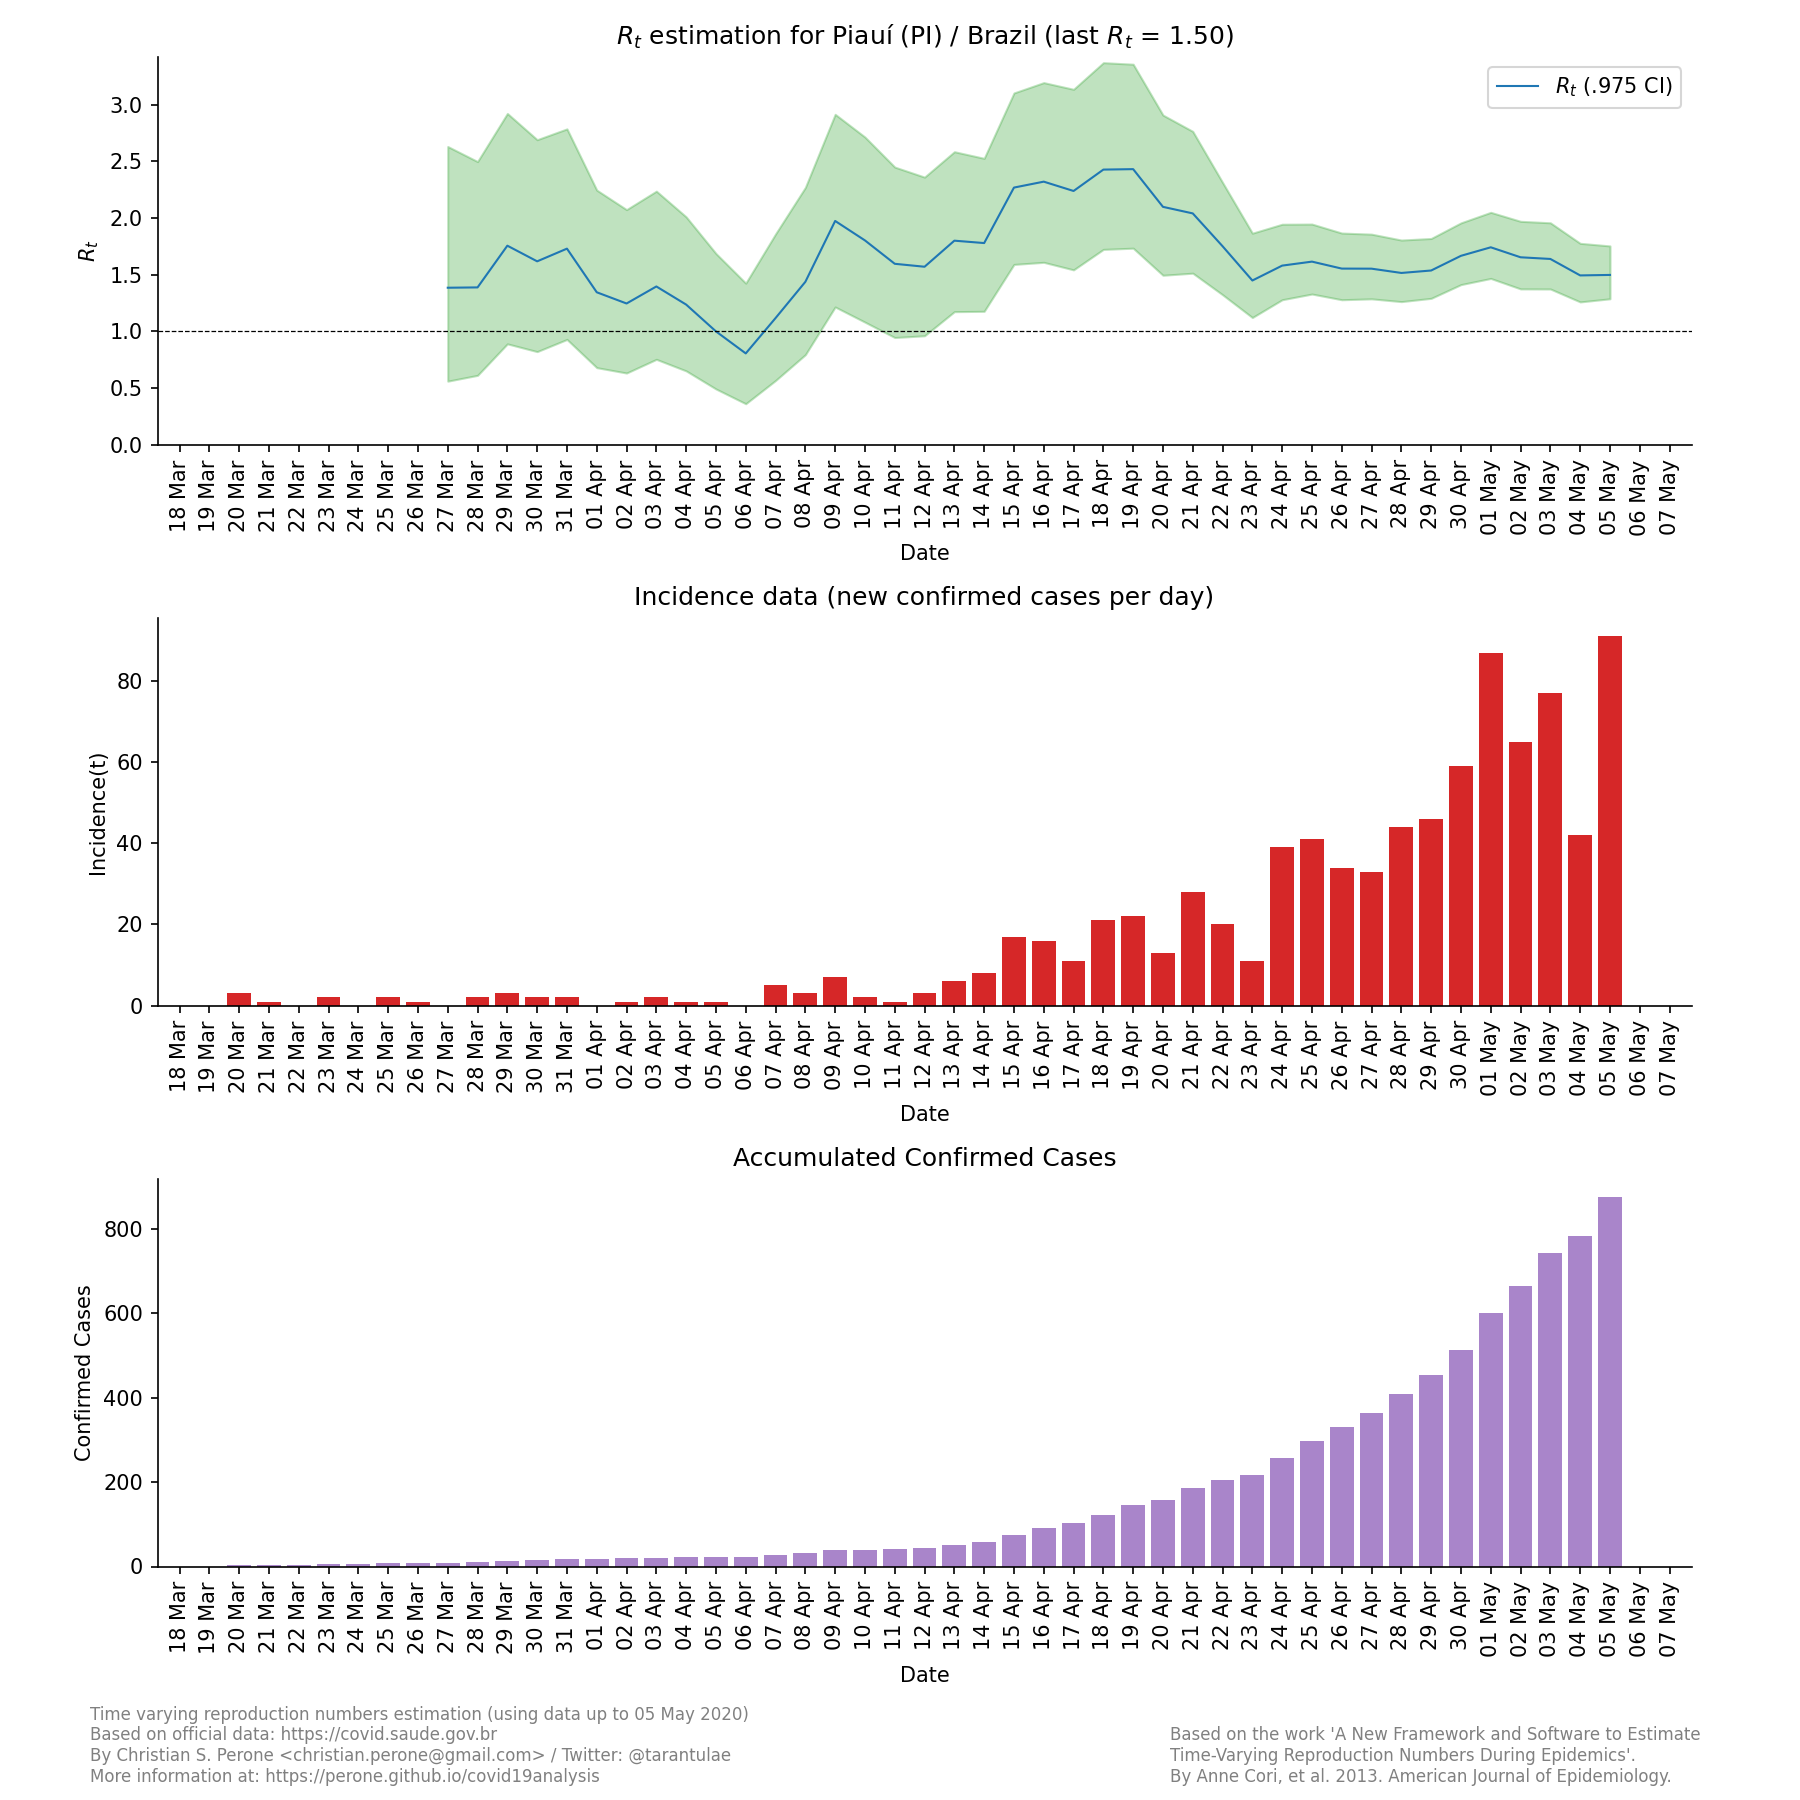 R_t estimation for Piauí (PI) / Brazil (last R_t = 1.50)
R_t (.975 CI)
R_t
3.0
2.5
2.0
1.5
1.0
0.5
0.0
18 Mar 19 Mar 20 Mar 21 Mar 22 Mar 23 Mar 24 Mar 25 Mar 26 Mar 27 Mar 28 Mar 29 Mar 30 Mar 31 Mar 01 Apr 02 Apr 03 Apr 04 Apr 05 Apr 06 Apr 07 Apr 08 Apr 09 Apr 10 Apr 11 Apr 12 Apr 13 Apr 14 Apr 15 Apr 16 Apr 17 Apr 18 Apr 19 Apr 20 Apr 21 Apr 22 Apr 23 Apr 24 Apr 25 Apr 26 Apr 27 Apr 28 Apr 29 Apr 30 Apr 01 May 02 May 03 May 04 May 05 May 06 May 07 May
Date
Incidence data (new confirmed cases per day)
Incidence(t)
80
60
40
20
0
18 Mar 19 Mar 20 Mar 21 Mar 22 Mar 23 Mar 24 Mar 25 Mar 26 Mar 27 Mar 28 Mar 29 Mar 30 Mar 31 Mar 01 Apr 02 Apr 03 Apr 04 Apr 05 Apr 06 Apr 07 Apr 08 Apr 09 Apr 10 Apr 11 Apr 12 Apr 13 Apr 14 Apr 15 Apr 16 Apr 17 Apr 18 Apr 19 Apr 20 Apr 21 Apr 22 Apr 23 Apr 24 Apr 25 Apr 26 Apr 27 Apr 28 Apr 29 Apr 30 Apr 01 May 02 May 03 May 04 May 05 May 06 May 07 May
Date
Accumulated Confirmed Cases
Confirmed Cases
800
600
400
200
0
18 Mar 19 Mar 20 Mar 21 Mar 22 Mar 23 Mar 24 Mar 25 Mar 26 Mar 27 Mar 28 Mar 29 Mar 30 Mar 31 Mar 01 Apr 02 Apr 03 Apr 04 Apr 05 Apr 06 Apr 07 Apr 08 Apr 09 Apr 10 Apr 11 Apr 12 Apr 13 Apr 14 Apr 15 Apr 16 Apr 17 Apr 18 Apr 19 Apr 20 Apr 21 Apr 22 Apr 23 Apr 24 Apr 25 Apr 26 Apr 27 Apr 28 Apr 29 Apr 30 Apr 01 May 02 May 03 May 04 May 05 May 06 May 07 May
Date
Time varying reproduction numbers estimation (using data up to 05 May 2020)
Based on official data: https://covid.saude.gov.br
By Christian S. Perone <christian.perone@gmail.com> / Twitter: @tarantulae
More information at: https://perone.github.io/covid19analysis
Based on the work 'A New Framework and Software to Estimate
Time-Varying Reproduction Numbers During Epidemics'.
By Anne Cori, et al. 2013. American Journal of Epidemiology.